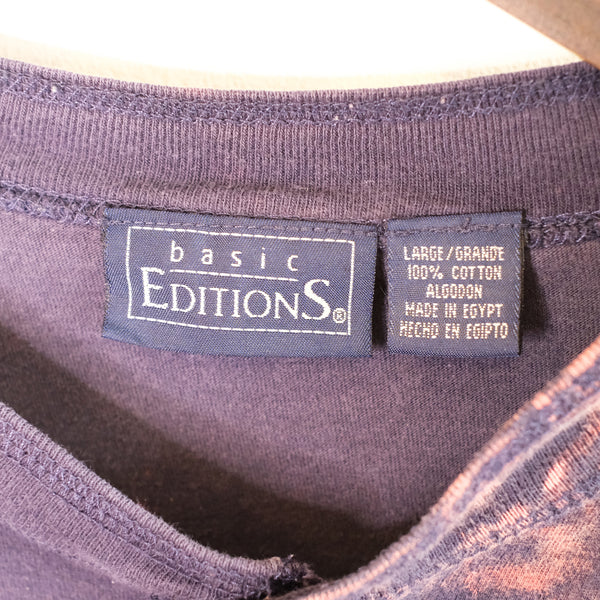 basic
EDITIONS®
LARGE/GRANDE
100% COTTON
ALGODON
MADE IN EGYPT
HECHO EN EGIPTO